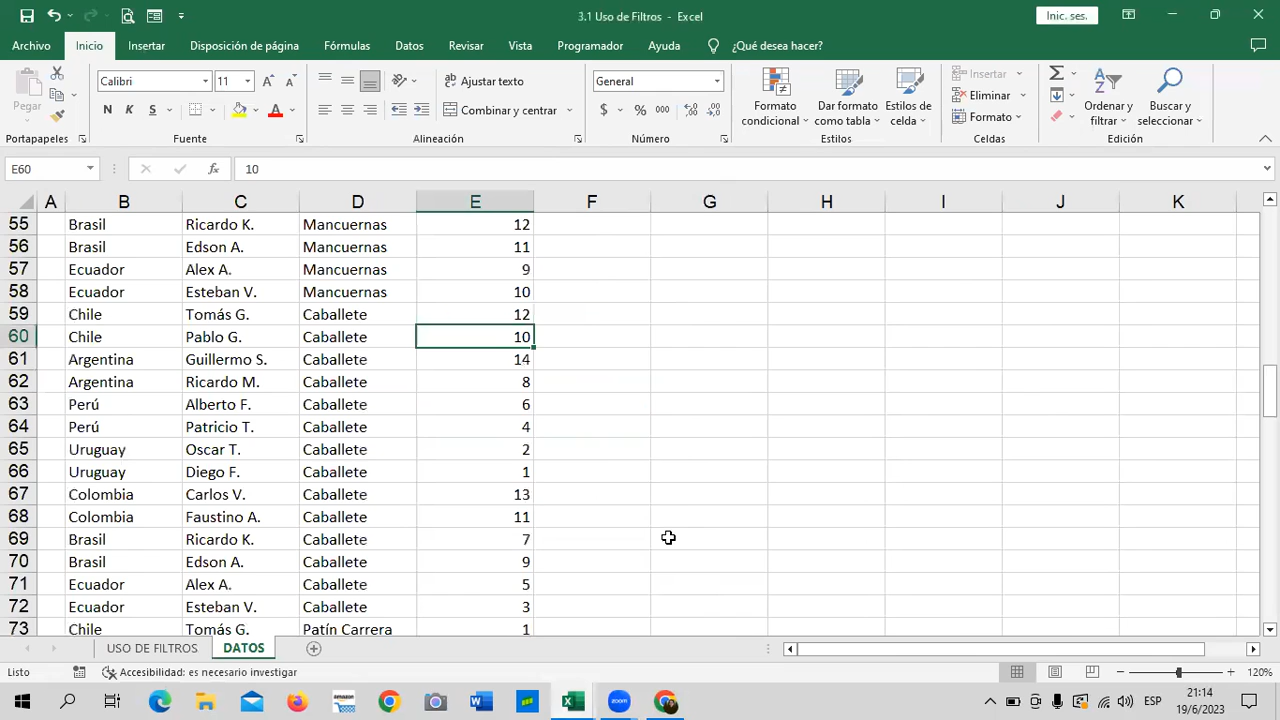 3.1 Uso de Filtros - Excel
Inic. ses.
Archivo Inicio Insertar Disposición de página Fórmulas Datos Revisar Vista Programador Ayuda ¿Qué desea hacer?
Pegar
Calibri 11
N K S
Ajustar texto
Combinar y centrar
General
$ % 000
Formato condicional
Dar formato como tabla
Estilos de celda
Insertar
Eliminar
Formato
Ordenar y filtrar
Buscar y seleccionar
Portapapeles Fuente Alineación Número Estilos Celdas Edición
E60 fx 10
A B C D E F G H I J K
55 Brasil Ricardo K. Mancuernas 12
56 Brasil Edson A. Mancuernas 11
57 Ecuador Alex A. Mancuernas 9
58 Ecuador Esteban V. Mancuernas 10
59 Chile Tomás G. Caballete 12
60 Chile Pablo G. Caballete 10
61 Argentina Guillermo S. Caballete 14
62 Argentina Ricardo M. Caballete 8
63 Perú Alberto F. Caballete 6
64 Perú Patricio T. Caballete 4
65 Uruguay Oscar T. Caballete 2
66 Uruguay Diego F. Caballete 1
67 Colombia Carlos V. Caballete 13
68 Colombia Faustino A. Caballete 11
69 Brasil Ricardo K. Caballete 7
70 Brasil Edson A. Caballete 9
71 Ecuador Alex A. Caballete 5
72 Ecuador Esteban V. Caballete 3
73 Chile Tomás G. Patín Carrera 1
USO DE FILTROS DATOS
Listo Accesibilidad: es necesario investigar 120%
zoom ESP 21:14
19/6/2023